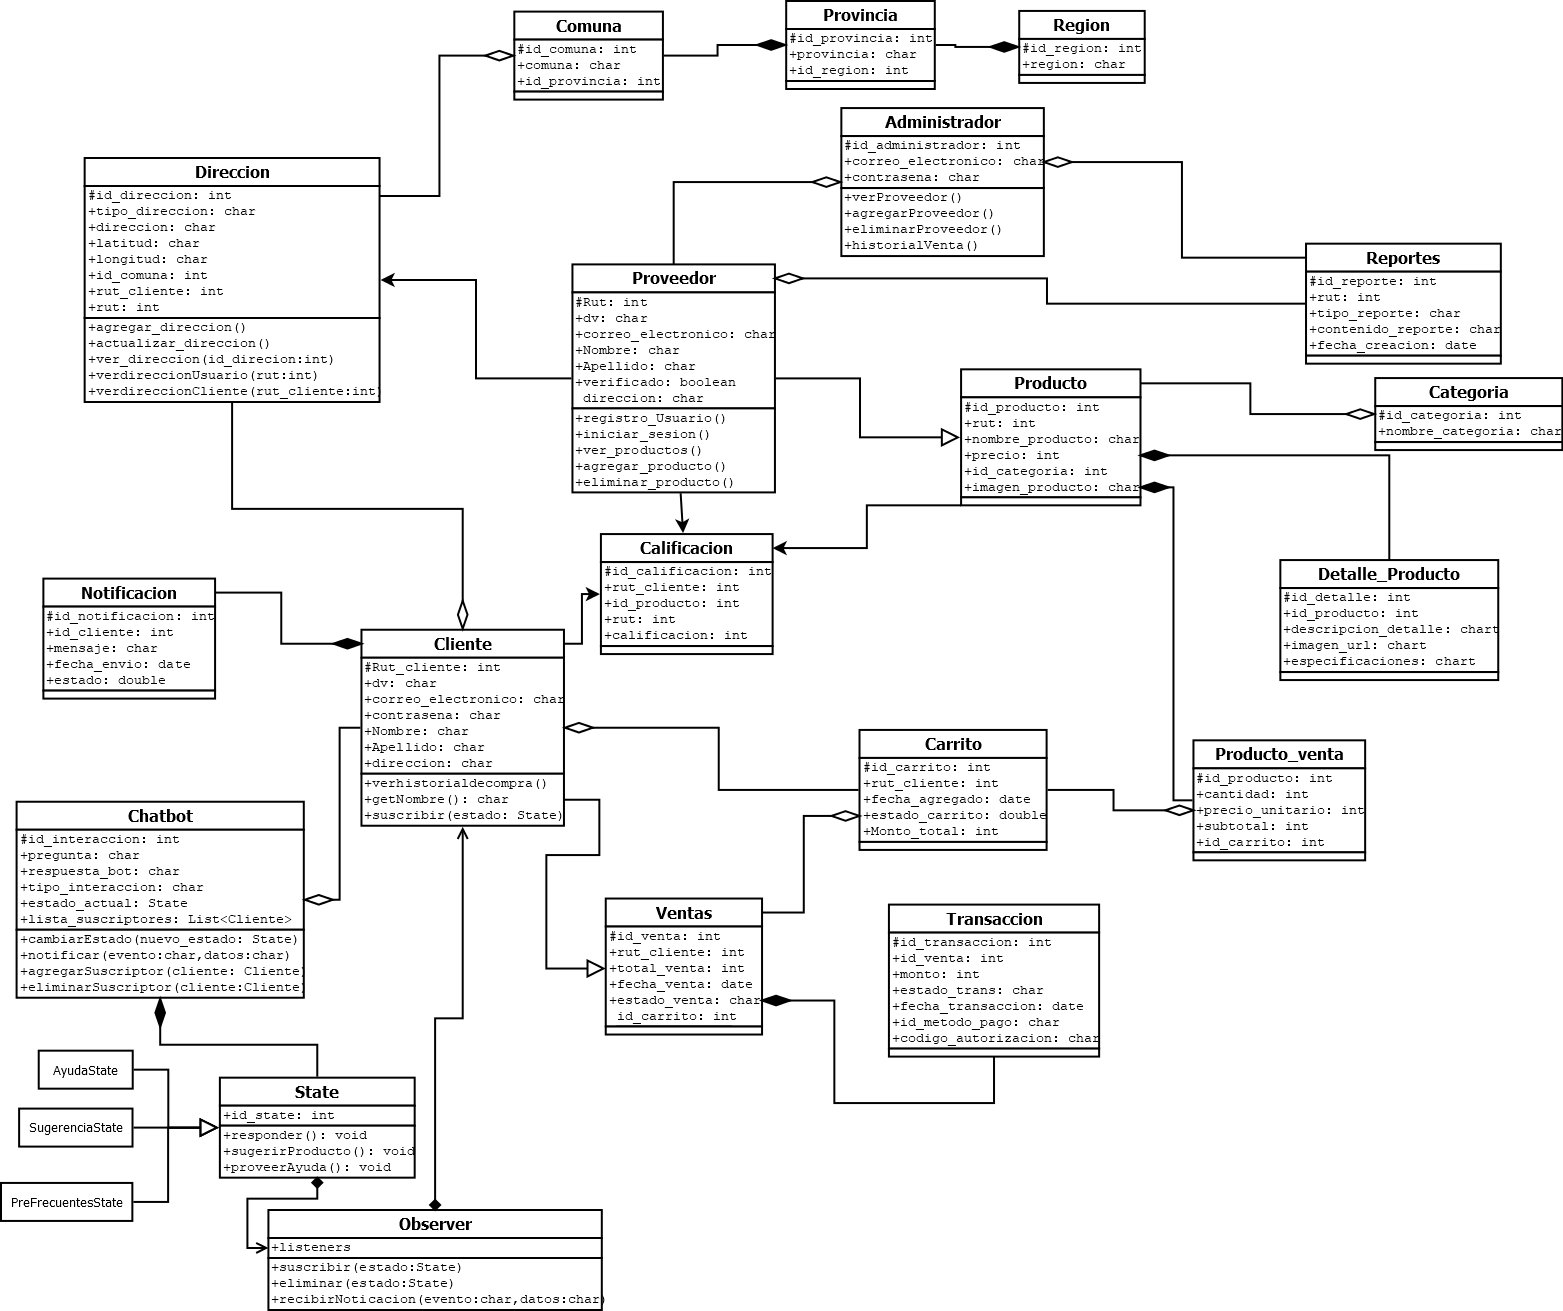 Comuna
#id_comuna: int
+comuna: char
+id_provincia: int
Provincia
#id_provincia: int
+provincia: char
+id_region: int
Region
#id_region: int
+region: char
Administrador
#id_administrador: int
+correo_electronico: char
+contrasena: char
+verProveedor()
+agregarProveedor()
+eliminarProveedor()
+historialVenta()
Direccion
#id_direccion: int
+tipo_direccion: char
+direccion: char
+latitud: char
+longitud: char
+id_comuna: int
+rut_cliente: int
+rut: int
+agregar_direccion()
+actualizar_direccion()
+ver_direccion(id_direcion:int)
+verdireccionUsuario(rut:int)
+verdireccionCliente(rut_cliente:int)
Proveedor
#Rut: int
+dv: char
+correo_electronico: char
+Nombre: char
+Apellido: char
+verificado: boolean
direccion: char
+registro_Usuario()
+iniciar_sesion()
+ver_productos()
+agregar_producto()
+eliminar_producto()
Reportes
#id_reporte: int
+rut: int
+tipo_reporte: char
+contenido_reporte: char
+fecha_creacion: date
Producto
#id_producto: int
+rut: int
+nombre_producto: char
+precio: int
+id_categoria: int
+imagen_producto: char
Categoria
#id_categoria: int
+nombre_categoria: char
Calificacion
#id_calificacion: int
+rut_cliente: int
+id_producto: int
+rut: int
+calificacion: int
Detalle_Producto
#id_detalle: int
+id_producto: int
+descripcion_detalle: chart
+imagen_url: chart
+especificaciones: chart
Notificacion
#id_notificacion: int
+id_cliente: int
+mensaje: char
+fecha_envio: date
+estado: double
Cliente
#Rut_cliente: int
+dv: char
+correo_electronico: char
+contrasena: char
+Nombre: char
+Apellido: char
+direccion: char
+verhistorialdecompra()
+getNombre(): char
+suscribir(estado: State)
Carrito
#id_carrito: int
+rut_cliente: int
+fecha_agregado: date
+estado_carrito: double
+Monto_total: int
Producto_venta
#id_producto: int
+cantidad: int
+precio_unitario: int
+subtotal: int
+id_carrito: int
Chatbot
#id_interaccion: int
+pregunta: char
+respuesta_bot: char
+tipo_interaccion: char
+estado_actual: State
+lista_suscriptores: List<Cliente>
+cambiarEstado(nuevo_estado: State)
+notificar(evento:char,datos:char)
+agregarSuscriptor(cliente: Cliente)
+eliminarSuscriptor(cliente:Cliente)
Ventas
#id_venta: int
+rut_cliente: int
+total_venta: int
+fecha_venta: date
+estado_venta: char
id_carrito: int
Transaccion
#id_transaccion: int
+id_venta: int
+monto: int
+estado_trans: char
+fecha_transaccion: date
+id_metodo_pago: char
+codigo_autorizacion: char
AyudaState
SugerenciaState
PreFrecuentesState
State
+id_state: int
+responder(): void
+sugerirProducto(): void
+proveerAyuda(): void
Observer
+listeners
+suscribir(estado:State)
+eliminar(estado:State)
+recibirNoticacion(evento:char,datos:char)